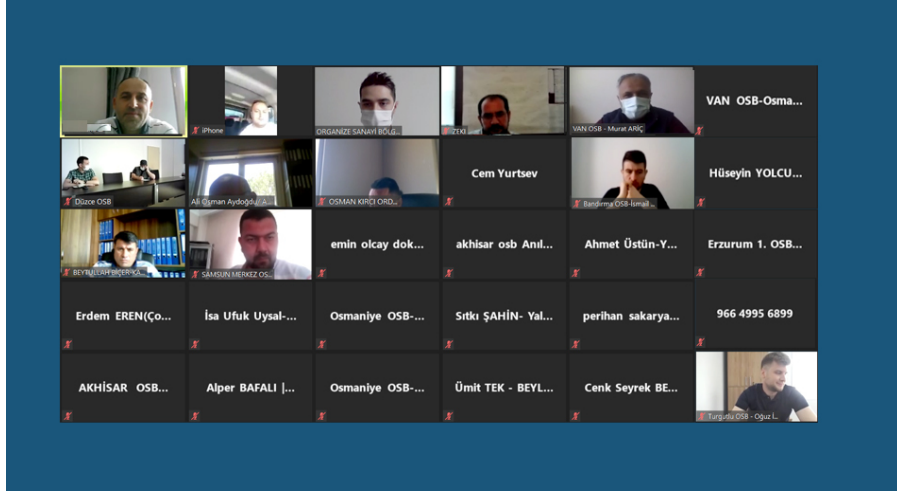 iPhone
ORGANİZE SANAYİ BÖLG...
ZEKİ
VAN OSB - Murat ARIÇ
VAN OSB-Osma...
Düzce OSB
Ali Osman Aydoğdu/ A...
OSMAN KIRCI ORD...
Cem Yurtsev
Bandırma OSB-İsmail ...
Hüseyin YOLCU...
BEYTULLAH BİÇER-KA...
SAMSUN MERKEZ OS...
emin olcay dok...
akhisar osb Anıl...
Ahmet Üstün-Y...
Erzurum 1. OSB...
Erdem EREN(Ço...
İsa Ufuk Uysal-...
Osmaniye OSB-...
Sıtkı ŞAHİN- Yal...
perihan sakarya...
966 4995 6899
AKHİSAR OSB...
Alper BAFALI |...
Osmaniye OSB-...
Ümit TEK - BEYL...
Cenk Seyrek BE...
Turgutlu OSB - Oğuz İ...